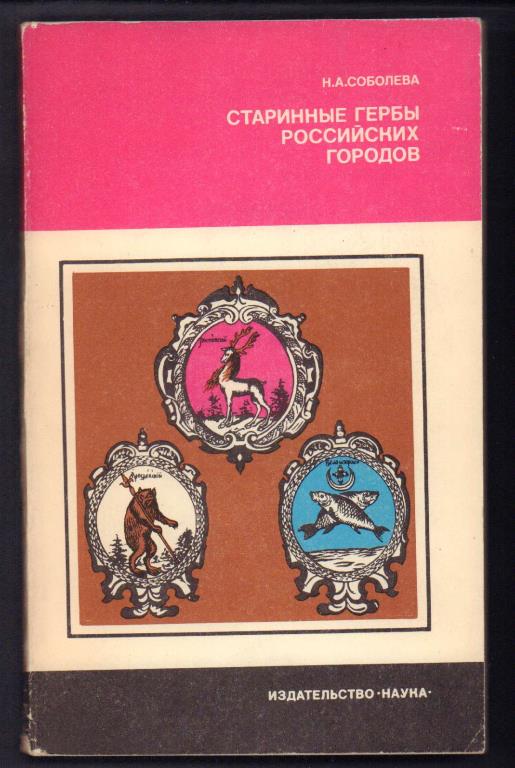 Н.А.СОБОЛЕВА
СТАРИННЫЕ ГЕРБЫ
РОССИЙСКИХ
ГОРОДОВ
ИЗДАТЕЛЬСТВО·НАУКА·